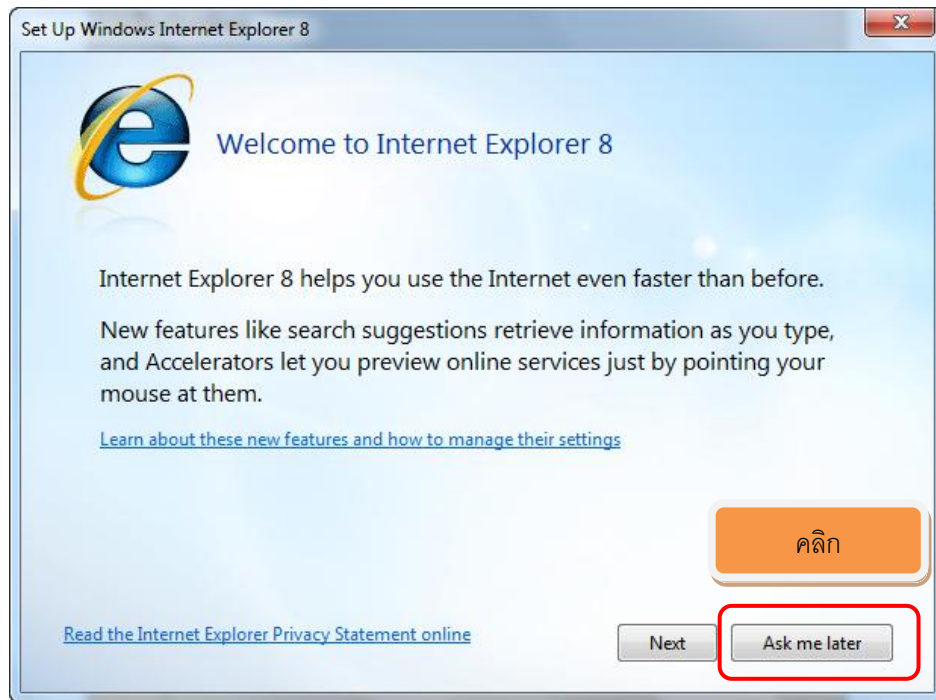 Set Up Windows Internet Explorer 8
Welcome to Internet Explorer 8
Internet Explorer 8 helps you use the Internet even faster than before.
New features like search suggestions retrieve information as you type,
and Accelerators let you preview online services just by pointing your
mouse at them.
Learn about these new features and how to manage their settings
คลิก
Read the Internet Explorer Privacy Statement online
Next
Ask me later